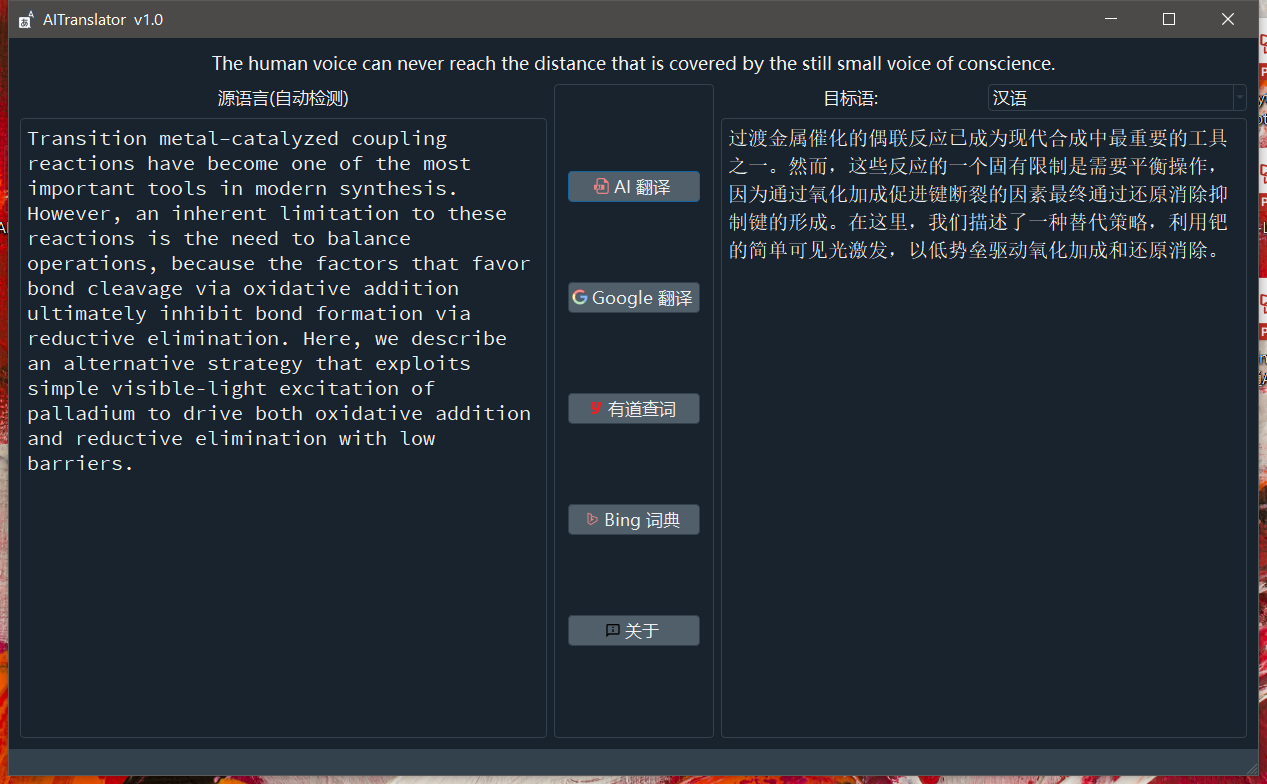 AITranslator v1.0
The human voice can never reach the distance that is covered by the still small voice of conscience.
源语言(自动检测)
Transition metal–catalyzed coupling
reactions have become one of the most
important tools in modern synthesis.
However, an inherent limitation to these
reactions is the need to balance
operations, because the factors that favor
bond cleavage via oxidative addition
ultimately inhibit bond formation via
reductive elimination. Here, we describe
an alternative strategy that exploits
simple visible-light excitation of
palladium to drive both oxidative addition
and reductive elimination with low
barriers.
AI 翻译
Google 翻译
有道查词
Bing 词典
关于
目标语:
汉语
过渡金属催化的偶联反应已成为现代合成中最重要的工具
之一。然而，这些反应的一个固有限制是需要平衡操作，
因为通过氧化加成促进键断裂的因素最终通过还原消除抑
制键的形成。在这里，我们描述了一种替代策略，利用钯
的简单可见光激发，以低势垒驱动氧化加成和还原消除。